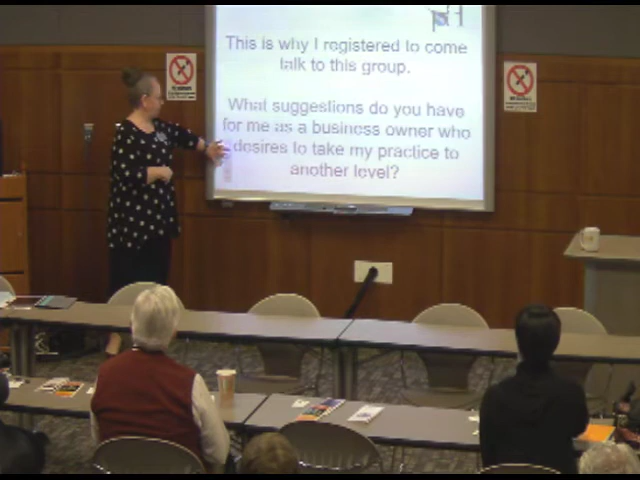 This is why I registered to come
talk to this group.
What suggestions do you have
for me as a business owner who
desires to take my practice to
another level?